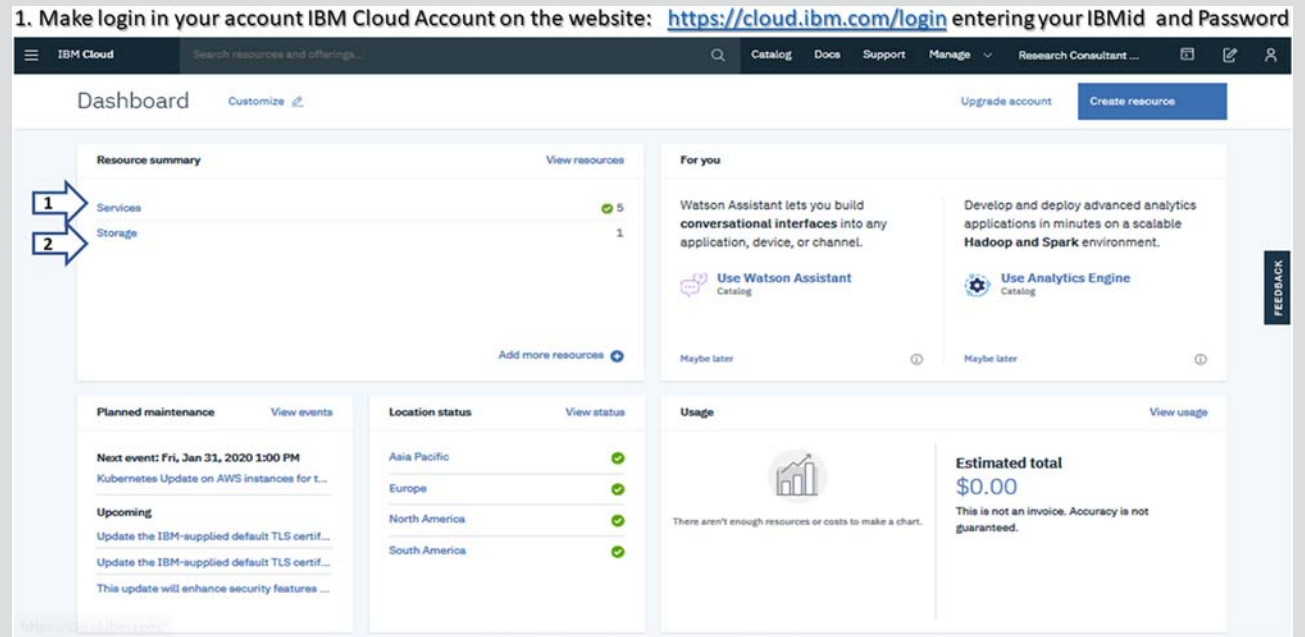 1. Make login in your account IBM Cloud Account on the website: https://cloud.ibm.com/login entering your IBMid and Password
IBM Cloud Search resources and offerings... Catalog Docs Support Manage Research Consultant ...
Dashboard Customize Upgrade account Create resource
Resource summary View resources
1 Services 5
2 Storage 1
Add more resources
For you
Watson Assistant lets you build
conversational interfaces into any
application, device, or channel.
Use Watson Assistant
Catalog
Maybe later
Develop and deploy advanced analytics
applications in minutes on a scalable
Hadoop and Spark environment.
Use Analytics Engine
Catalog
Maybe later
FEEDBACK
Planned maintenance View events
Next event: Fri, Jan 31, 2020 1:00 PM
Kubernetes Update on AWS instances for t...
Upcoming
Update the IBM-supplied default TLS certif...
Update the IBM-supplied default TLS certif...
This update will enhance security features ...
Location status View status
Asia Pacific
Europe
North America
South America
Usage View usage
There aren't enough resources or costs to make a chart.
Estimated total
$0.00
This is not an invoice. Accuracy is not
guaranteed.